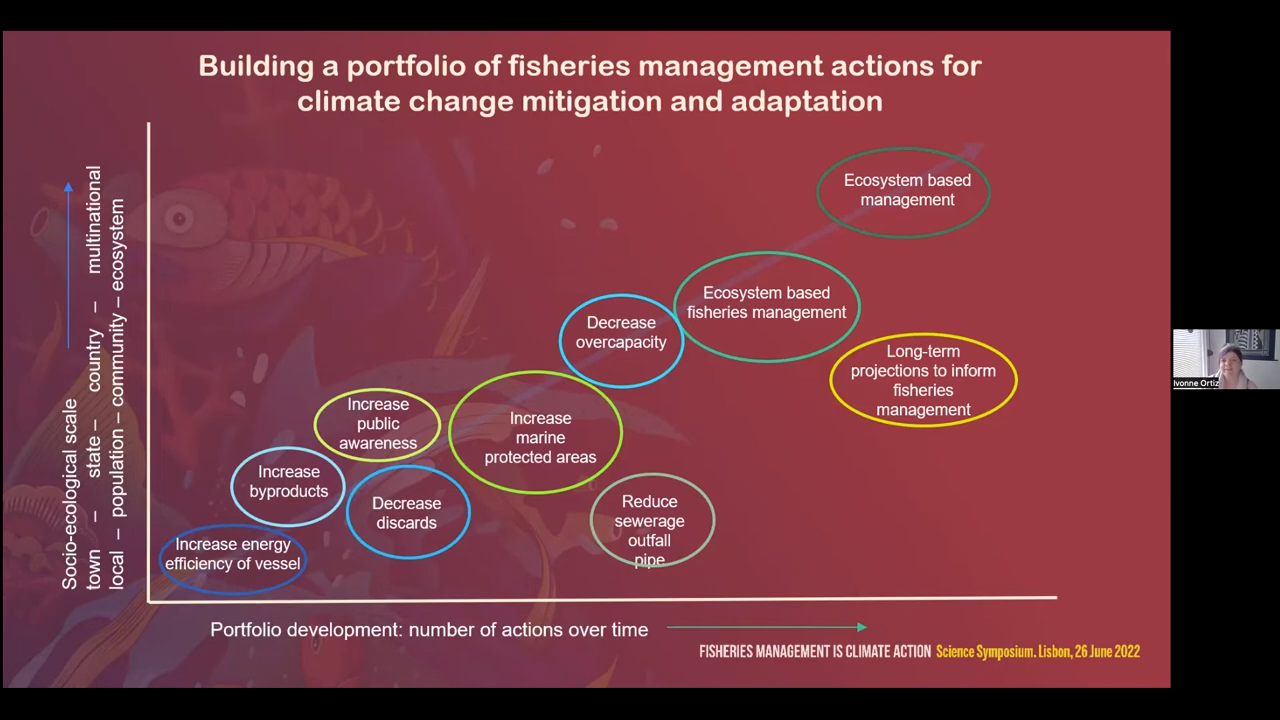 Building a portfolio of fisheries management actions for
climate change mitigation and adaptation
Socio-ecological scale
town – state – country – multinational
local – population – community – ecosystem
Ecosystem based
management
Ecosystem based
fisheries management
Decrease
overcapacity
Long-term
projections to inform
fisheries
management
Increase
public
awareness
Increase
marine
protected areas
Increase
byproducts
Decrease
discards
Reduce
sewerage
outfall
pipe
Increase energy
efficiency of vessel
Portfolio development: number of actions over time
FISHERIES MANAGEMENT IS CLIMATE ACTION Science Symposium. Lisbon, 26 June 2022
Ivonne Ortiz